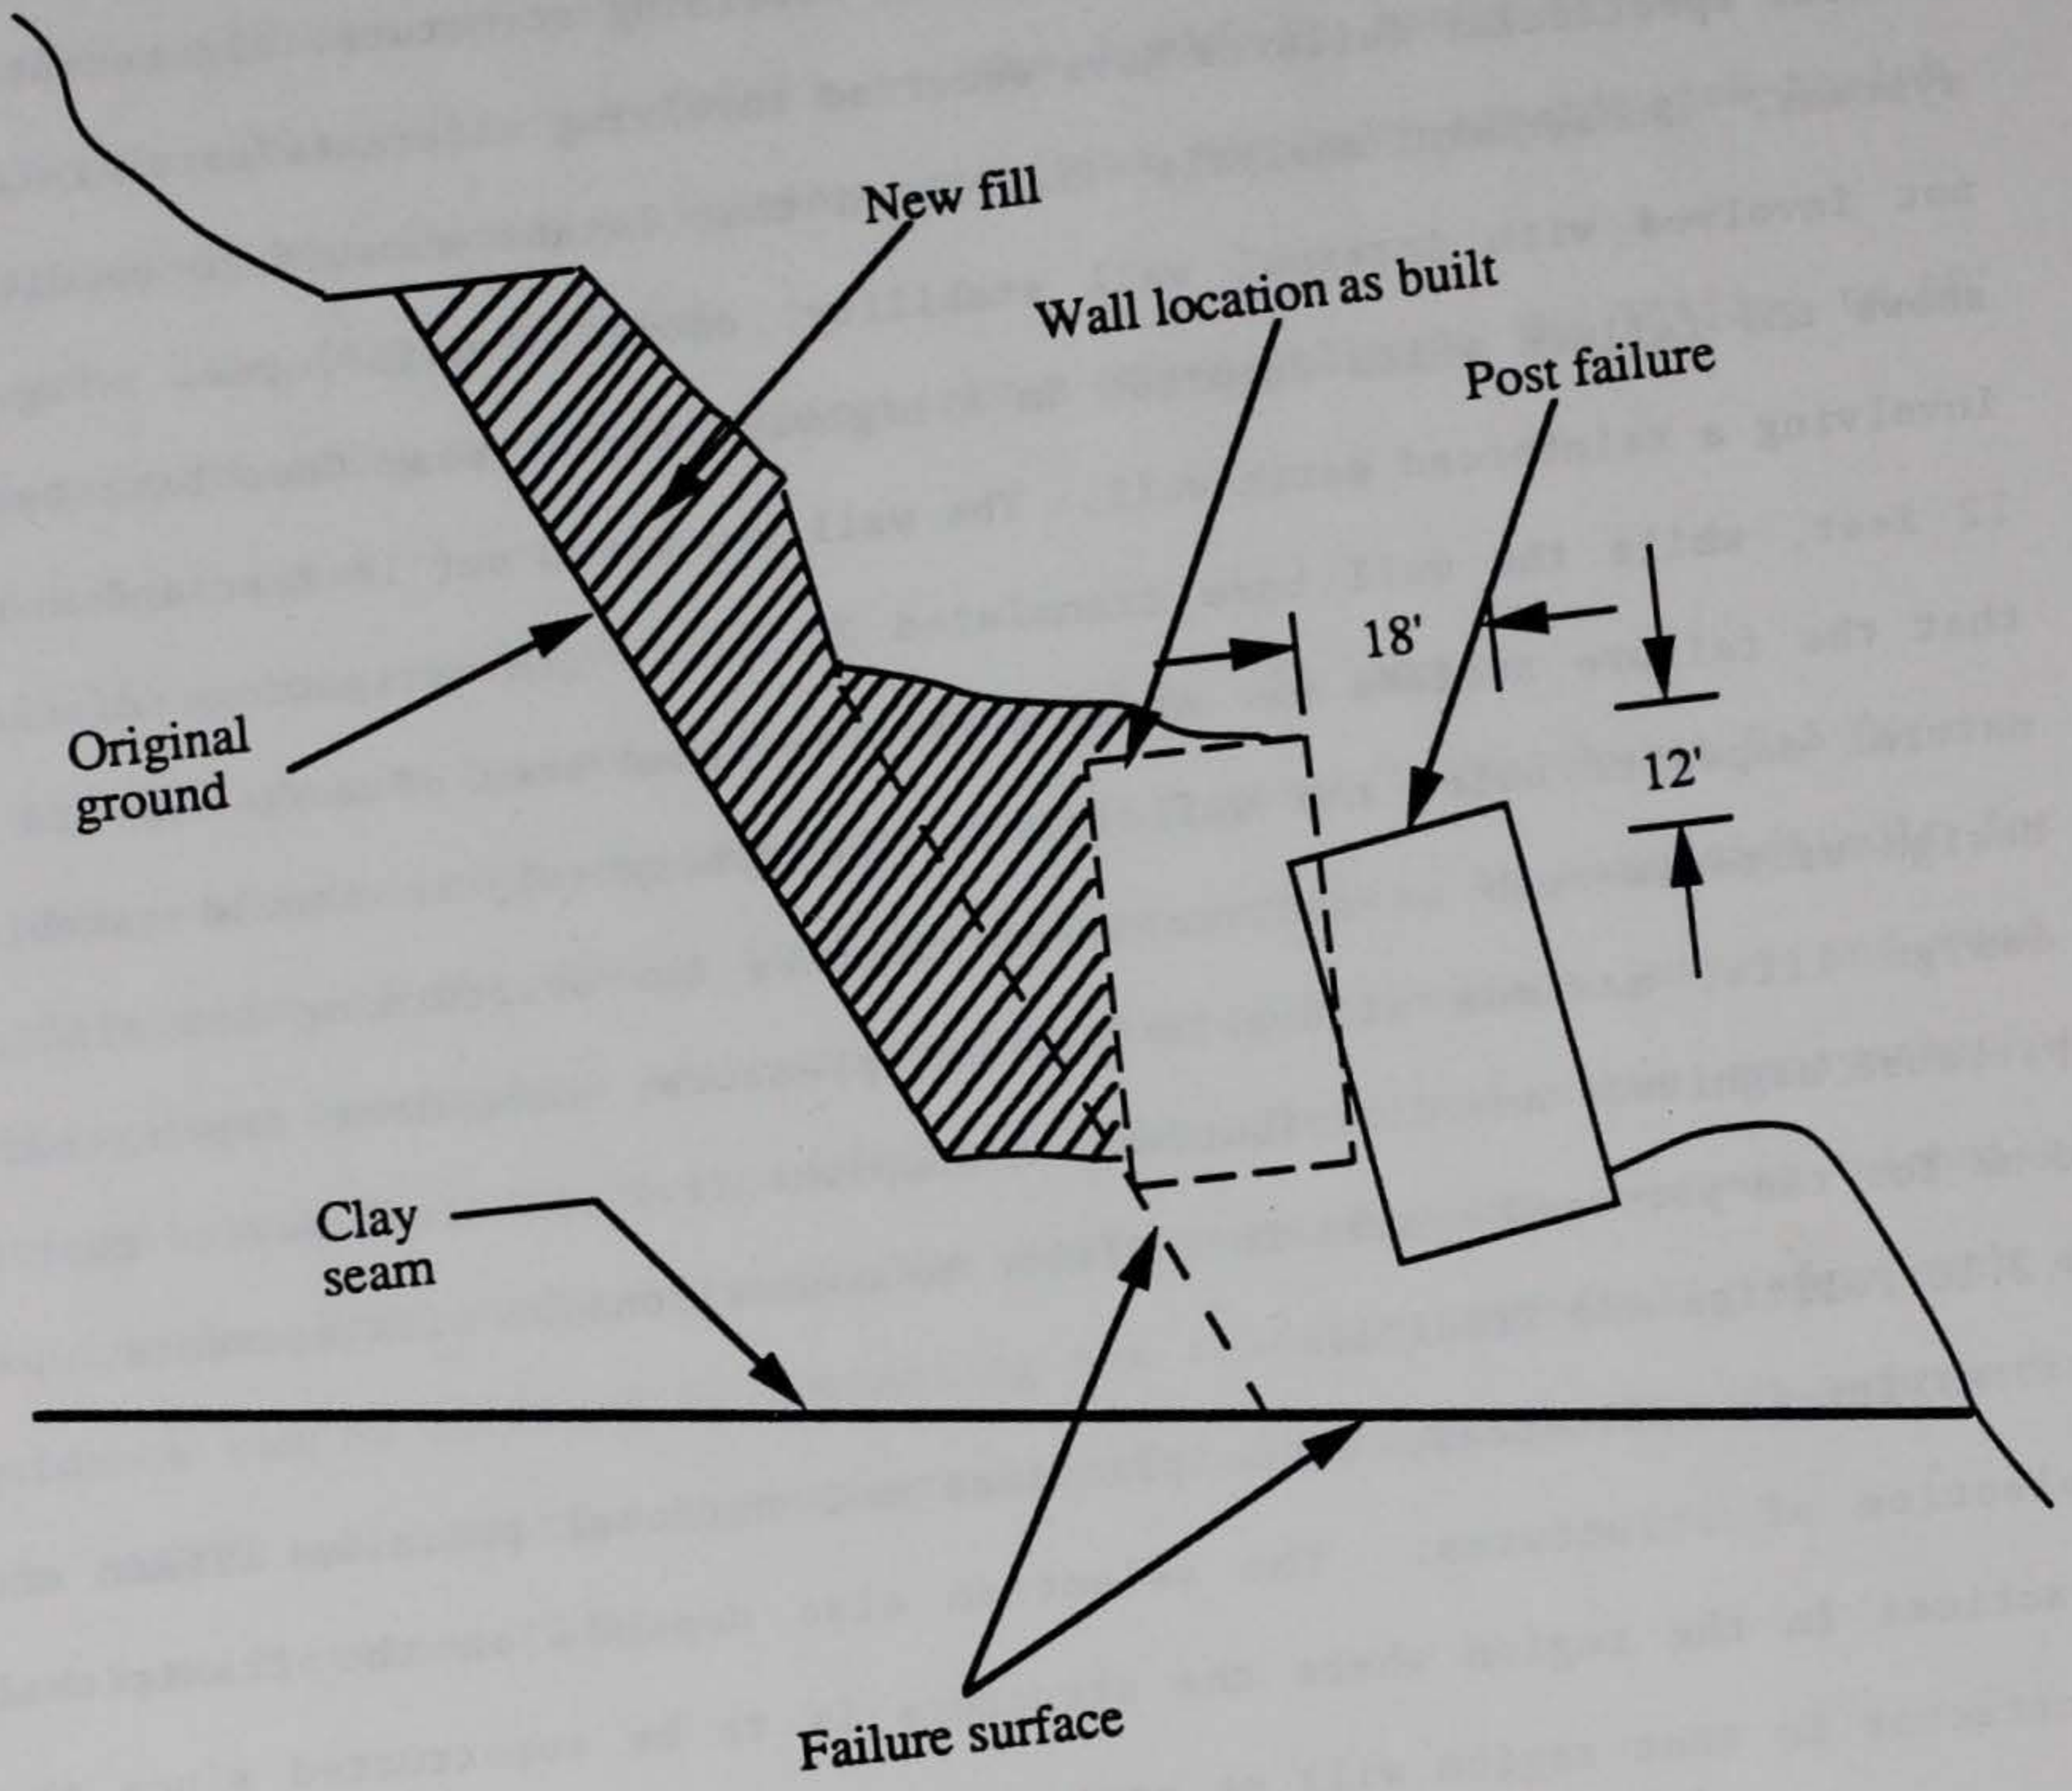 New fill
Wall location as built
Post failure
18'
12'
Original
ground
Clay
seam
Failure surface